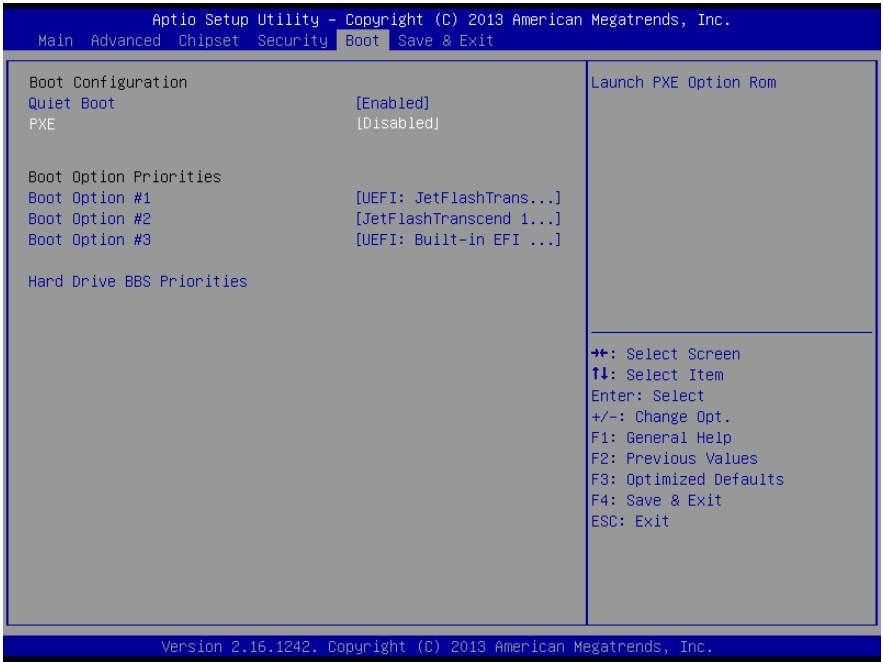 Aptio Setup Utility – Copyright (C) 2013 American Megatrends, Inc.
Main Advanced Chipset Security Boot Save & Exit
Boot Configuration
Quiet Boot [Enabled]
PXE [Disabled]
Boot Option Priorities
Boot Option #1 [UEFI: JetFlashTrans...]
Boot Option #2 [JetFlashTranscend 1...]
Boot Option #3 [UEFI: Built-in EFI ...]
Hard Drive BBS Priorities
Launch PXE Option Rom
→←: Select Screen
↑↓: Select Item
Enter: Select
+/-: Change Opt.
F1: General Help
F2: Previous Values
F3: Optimized Defaults
F4: Save & Exit
ESC: Exit
Version 2.16.1242. Copyright (C) 2013 American Megatrends, Inc.